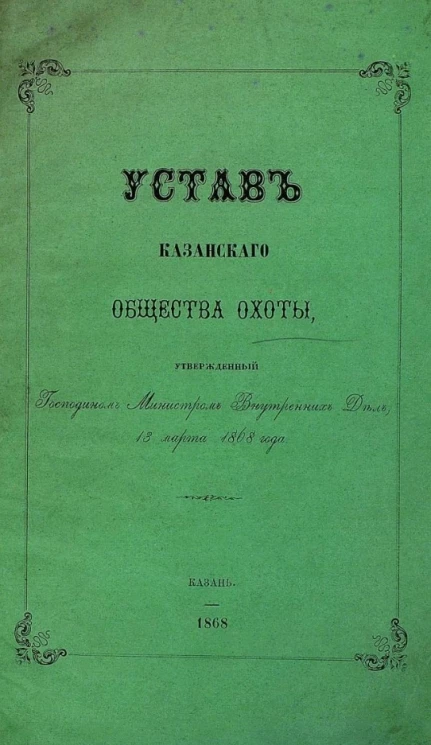 УСТАВЪ
КАЗАНСКАГО
ОБЩЕСТВА ОХОТЫ,
УТВЕРЖДЕННЫЙ
Господиномъ Министромъ Внутреннихъ Дѣлъ,
13 марта 1868 года.
КАЗАНЬ.
1868